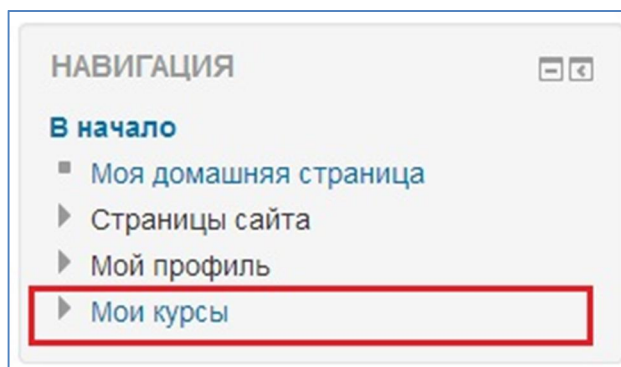 НАВИГАЦИЯ
В начало
Моя домашняя страница
Страницы сайта
Мой профиль
Мои курсы